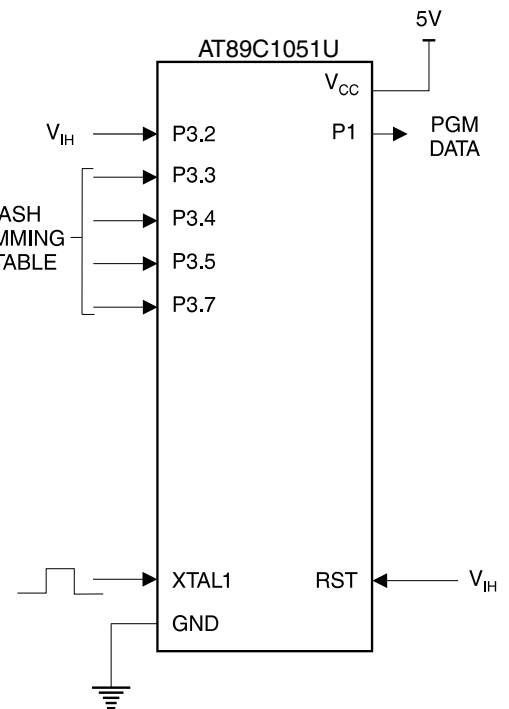 5V
AT89C1051U
VCC
VIH P3.2 P1 PGM
DATA
P3.3
P3.4
P3.5
P3.7
TABLE
XTAL1 RST VIH
GND